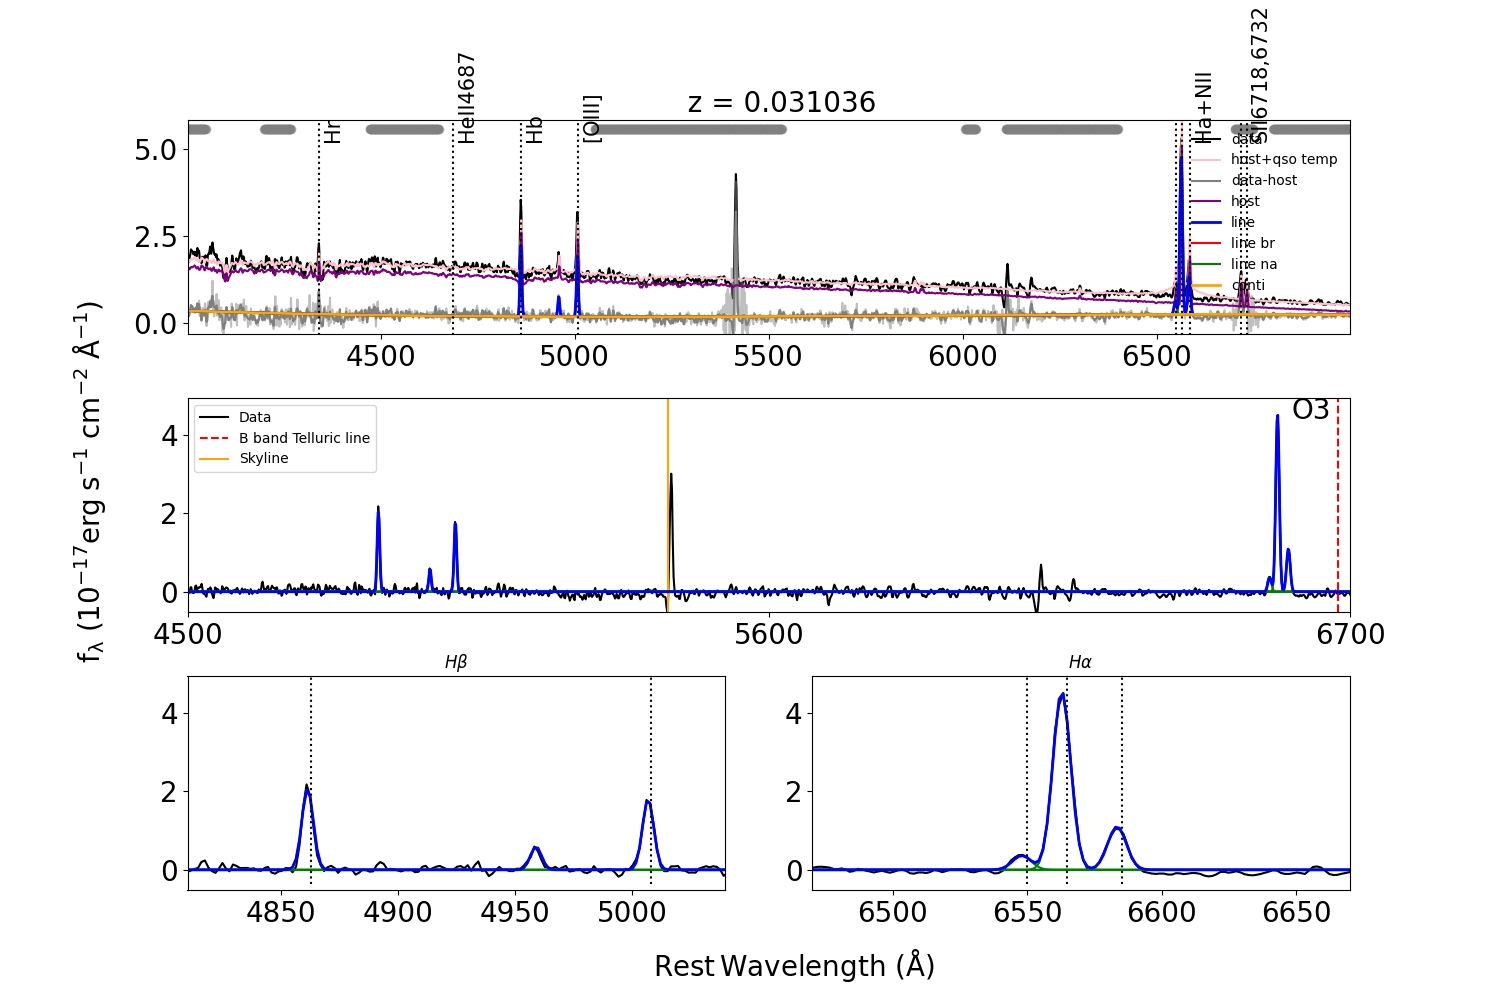 z = 0.031036
Hr
HeII4687
Hb
[OIII]
Ha+NII
SII6718,6732
data
host+qso temp
data-host
host
line
line br
line na
conti
5.0
2.5
0.0
4500 5000 5500 6000 6500
fλ (10−17erg s−1 cm−2 Å−1)
Data
B band Telluric line
Skyline
O3
4
2
0
4500 5600 6700
Hβ
4
2
0
4850 4900 4950 5000
Hα
4
2
0
6500 6550 6600 6650
Rest Wavelength (Å)